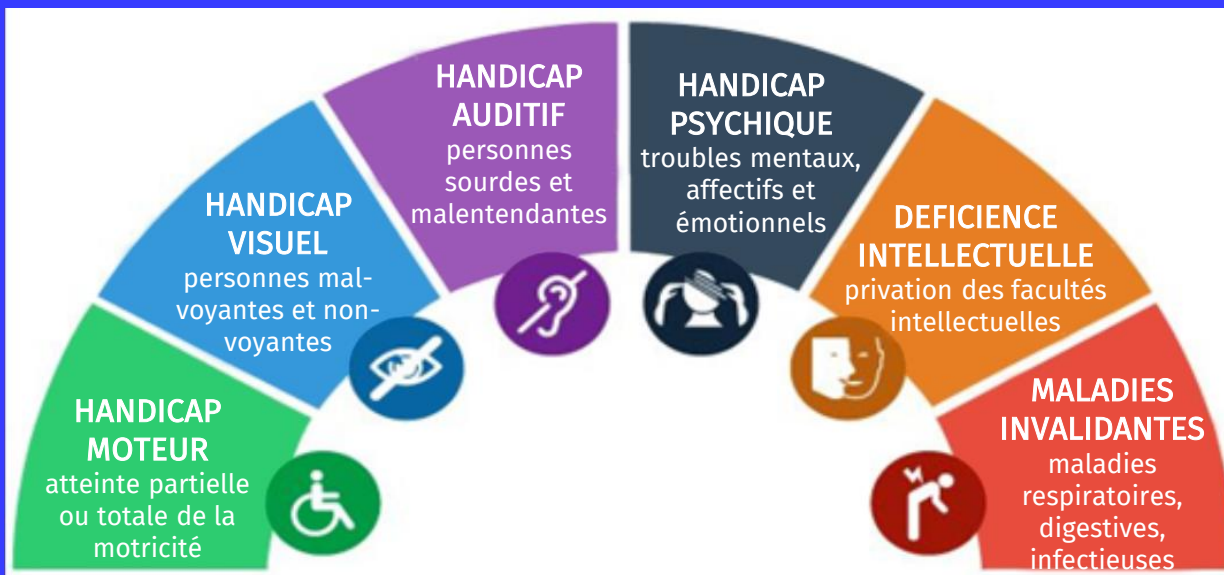 HANDICAP
MOTEUR
atteinte partielle
ou totale de la
motricité
HANDICAP
VISUEL
personnes mal-
voyantes et non-
voyantes
HANDICAP
AUDITIF
personnes
sourdes et
malentendantes
HANDICAP
PSYCHIQUE
troubles mentaux,
affectifs et
émotionnels
DEFICIENCE
INTELLECTUELLE
privation des facultés
intellectuelles
MALADIES
INVALIDANTES
maladies
respiratoires,
digestives,
infectieuses